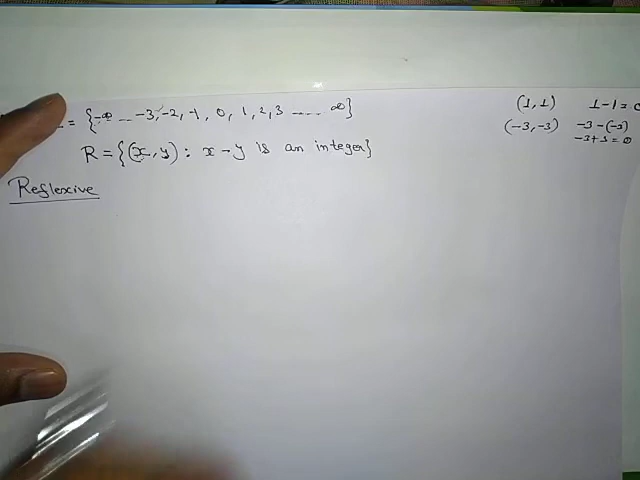 = {-∞ ... -3, -2, -1, 0, 1, 2, 3 ..... ∞}
R = {(x, y) : x - y is an integer}
Reflexive
(1, 1) 1-1 = 0
(-3, -3) -3-(-3)
-3+3 = 0